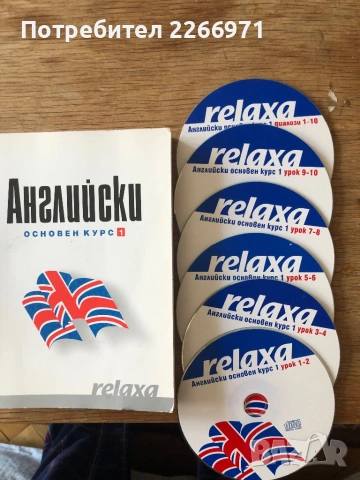 Потребител 2266971
Английски
ОСНОВЕН КУРС 1
relaxa
relaxa
Английски основен курс 1 диалози 1-10
relaxa
Английски основен курс 1 урок 9-10
relaxa
Английски основен курс 1 урок 7-8
relaxa
Английски основен курс 1 урок 5-6
relaxa
Английски основен курс 1 урок 3-4
relaxa
Английски основен курс 1 урок 1-2